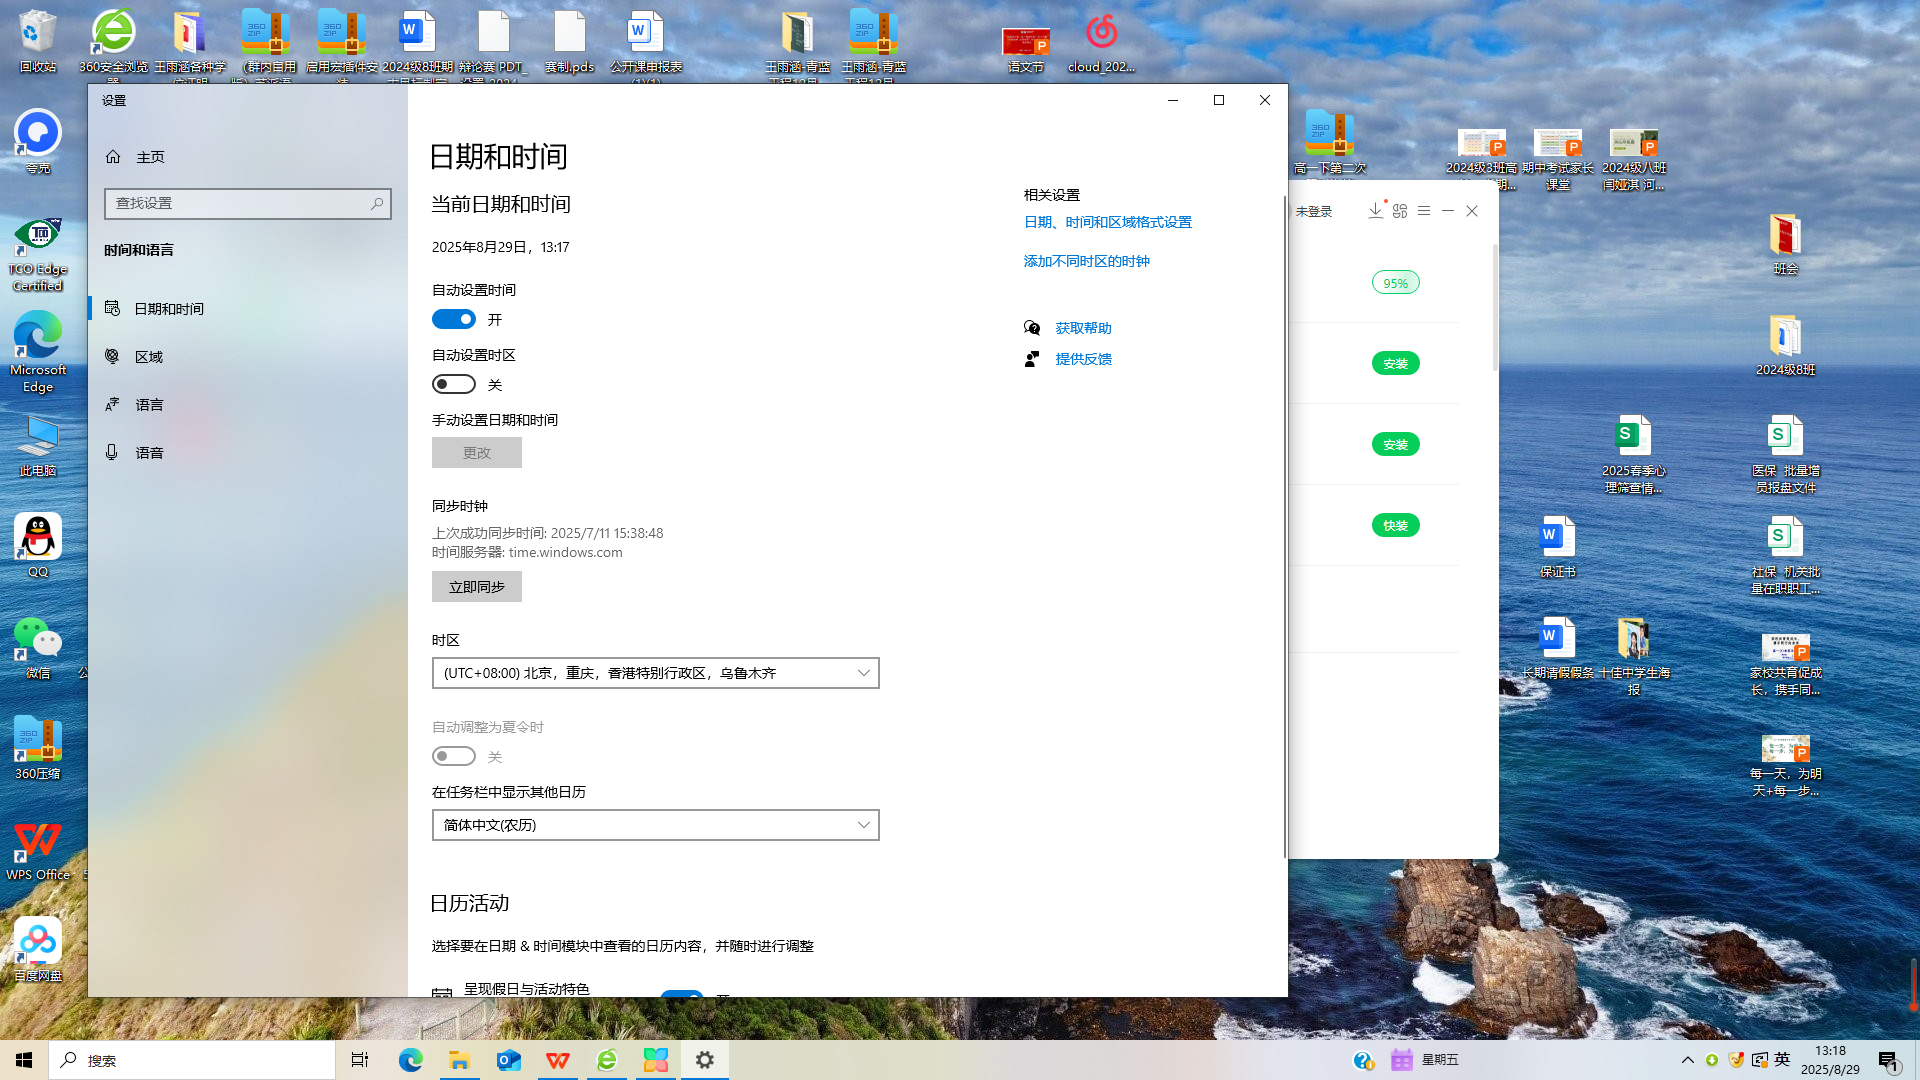 回收站
360安全浏览
器
王雨涵各种学
(群内自用
启用宏插件安
2024级8班期
辩论赛 PDT_
赛制.pds
公开课申报表
王雨涵-青蓝
王雨涵-青蓝
语文节
cloud_202...
夸克
TCO Edge
Certified
Microsoft
Edge
此电脑
QQ
微信
360压缩
WPS Office
百度网盘
设置
主页
查找设置
时间和语言
日期和时间
区域
语言
语音
日期和时间
当前日期和时间
2025年8月29日，13:17
自动设置时间
开
自动设置时区
关
手动设置日期和时间
更改
同步时钟
上次成功同步时间: 2025/7/11 15:38:48
时间服务器: time.windows.com
立即同步
时区
(UTC+08:00) 北京，重庆，香港特别行政区，乌鲁木齐
自动调整为夏令时
关
在任务栏中显示其他日历
简体中文(农历)
日历活动
选择要在日期 & 时间模块中查看的日历内容，并随时进行调整
呈现假日与活动特色
相关设置
日期、时间和区域格式设置
添加不同时区的时钟
获取帮助
提供反馈
未登录
95%
安装
安装
快装
高一下第二次
2024级3班高
期中考试家长
课堂
2024级八班
闫娅淇 河...
班会
2024级8班
2025春季心
理筛查情...
医保_批量增
员报盘文件
保证书
社保_机关批
量在职职工...
长期请假假条
十佳中学生海
报
家校共育促成
长，携手同...
每一天，为明
天+每一步...
搜索
星期五
英
13:18
2025/8/29
1